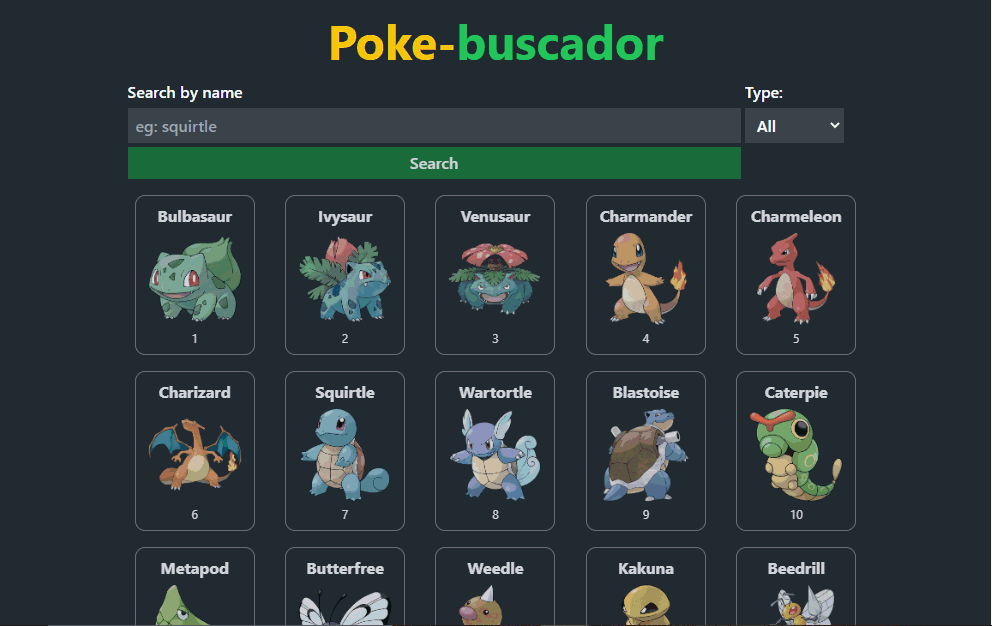 Poke-buscador
Search by name
Type:
eg: squirtle
All
Search
Bulbasaur
Ivysaur
Venusaur
Charmander
Charmeleon
1
2
3
4
5
Charizard
Squirtle
Wartortle
Blastoise
Caterpie
6
7
8
9
10
Metapod
Butterfree
Weedle
Kakuna
Beedrill